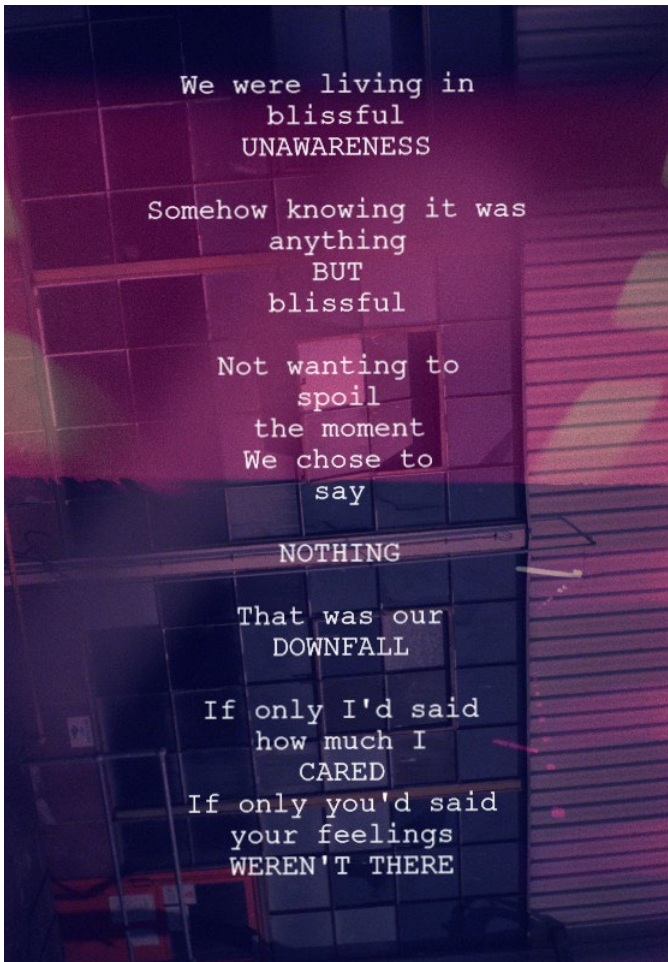 We were living in
blissful
UNAWARENESS
Somehow knowing it was
anything
BUT
blissful
Not wanting to
spoil
the moment
We chose to
say
NOTHING
That was our
DOWNFALL
If only I'd said
how much I
CARED
If only you'd said
your feelings
WEREN'T THERE